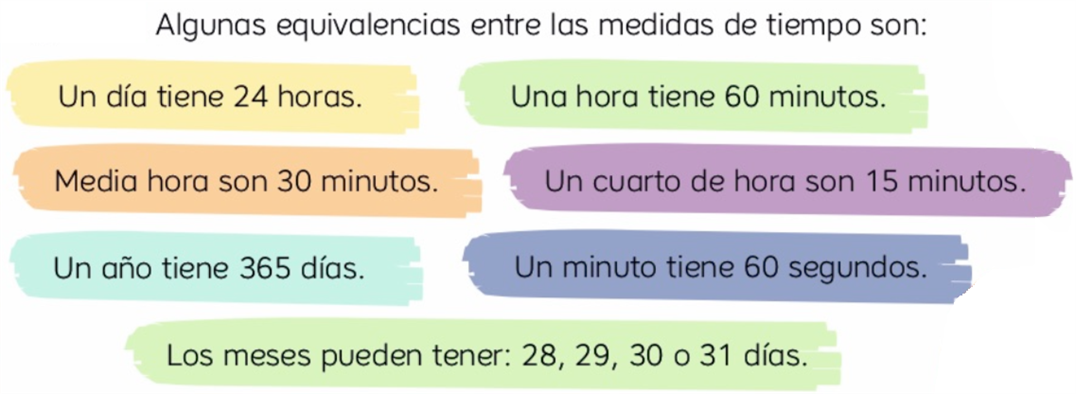 Algunas equivalencias entre las medidas de tiempo son:
Un día tiene 24 horas.
Una hora tiene 60 minutos.
Media hora son 30 minutos.
Un cuarto de hora son 15 minutos.
Un año tiene 365 días.
Un minuto tiene 60 segundos.
Los meses pueden tener: 28, 29, 30 o 31 días.